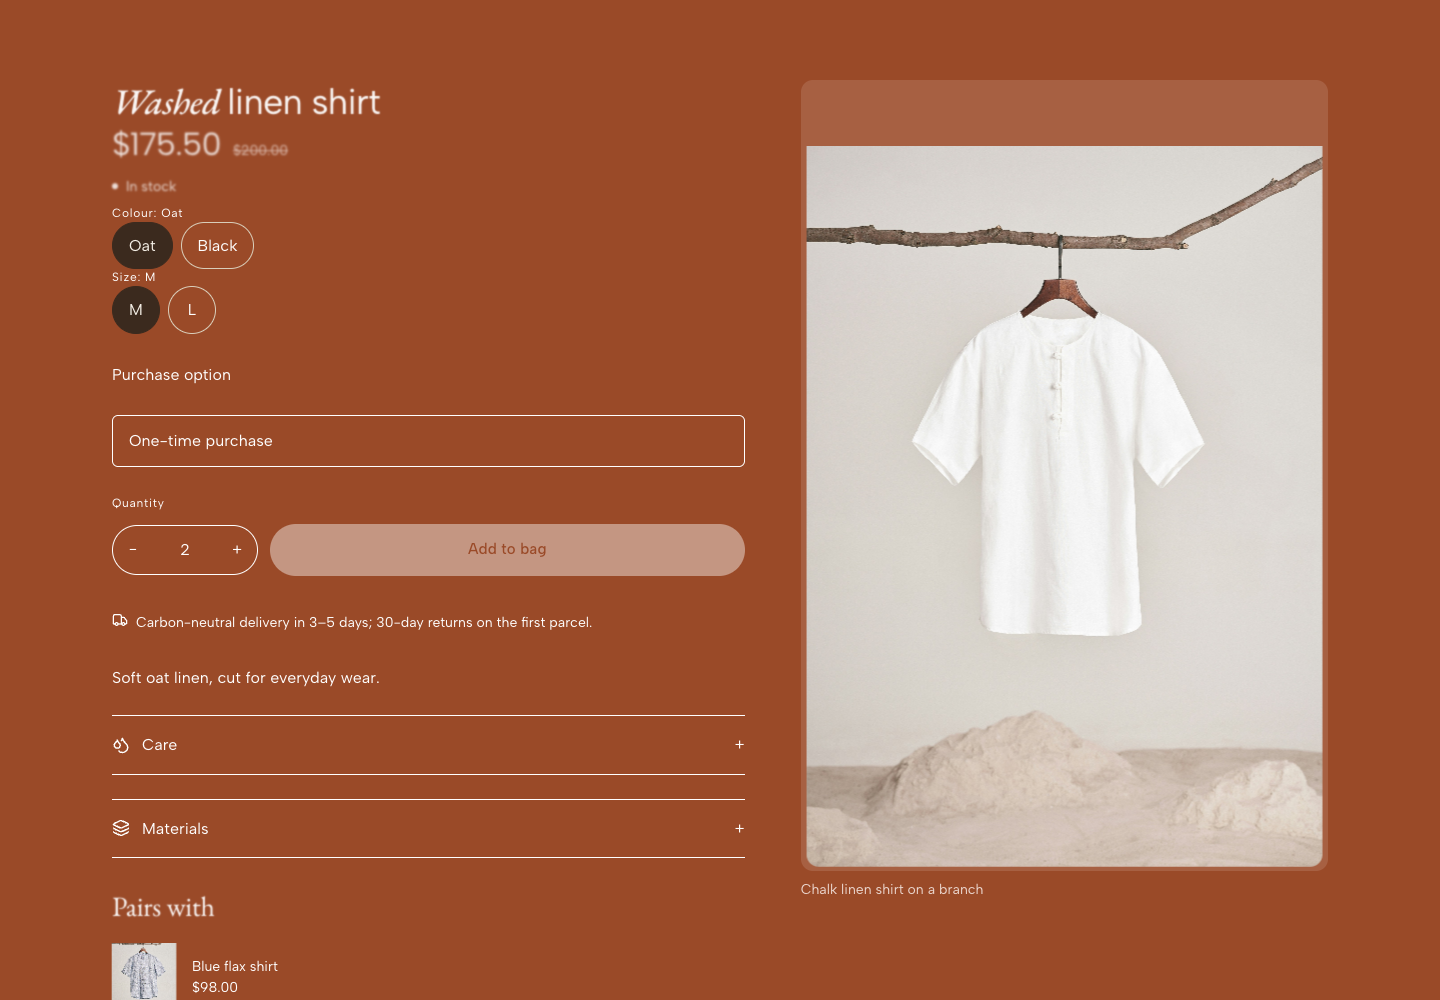 Washed linen shirt
$175.50 $200.00
In stock
Colour: Oat
Oat Black
Size: M
M L
Purchase option
One-time purchase
Quantity
- 2 +
Add to bag
Carbon-neutral delivery in 3–5 days; 30-day returns on the first parcel.
Soft oat linen, cut for everyday wear.
Care +
Materials +
Pairs with
Blue flax shirt
$98.00
Chalk linen shirt on a branch